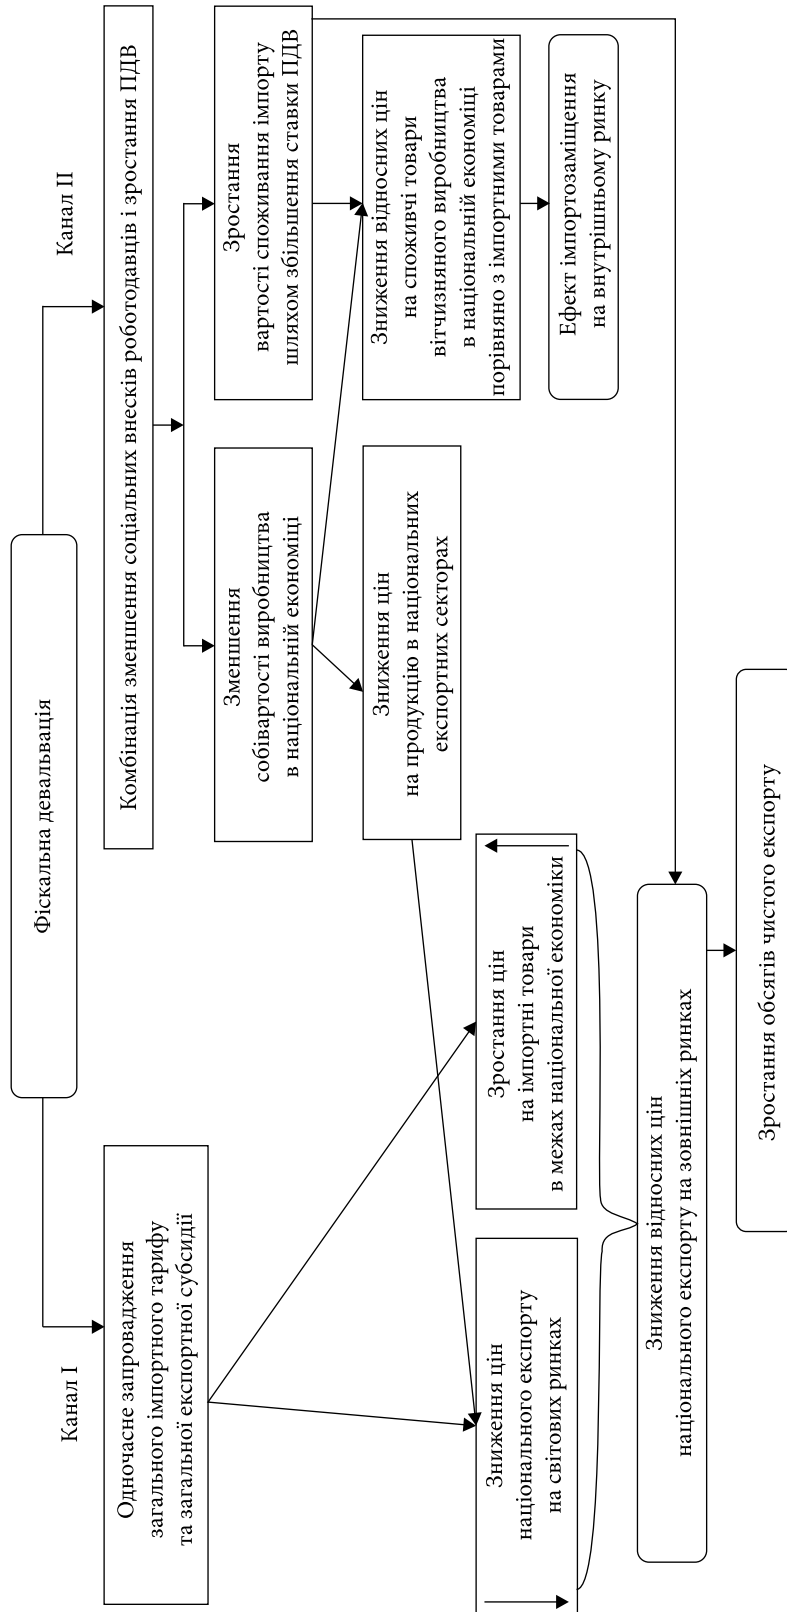 Фіскальна девальвація
Канал І
Канал ІІ
Одночасне запровадження
загального імпортного тарифу
та загальної експортної субсидії
Комбінація зменшення соціальних внесків роботодавців і зростання ПДВ
Зменшення
собівартості виробництва
в національній економіці
Зростання
вартості споживання імпорту
шляхом збільшення ставки ПДВ
Зниження цін
на продукцію в національних
експортних секторах
Зниження відносних цін
на споживчі товари
вітчизняного виробництва
в національній економіці
порівняно з імпортними товарами
Зниження цін
національного експорту
на світових ринках
Зростання цін
на імпортні товари
в межах національної економіки
Ефект імпортозаміщення
на внутрішньому ринку
Зниження відносних цін
національного експорту на зовнішніх ринках
Зростання обсягів чистого експорту